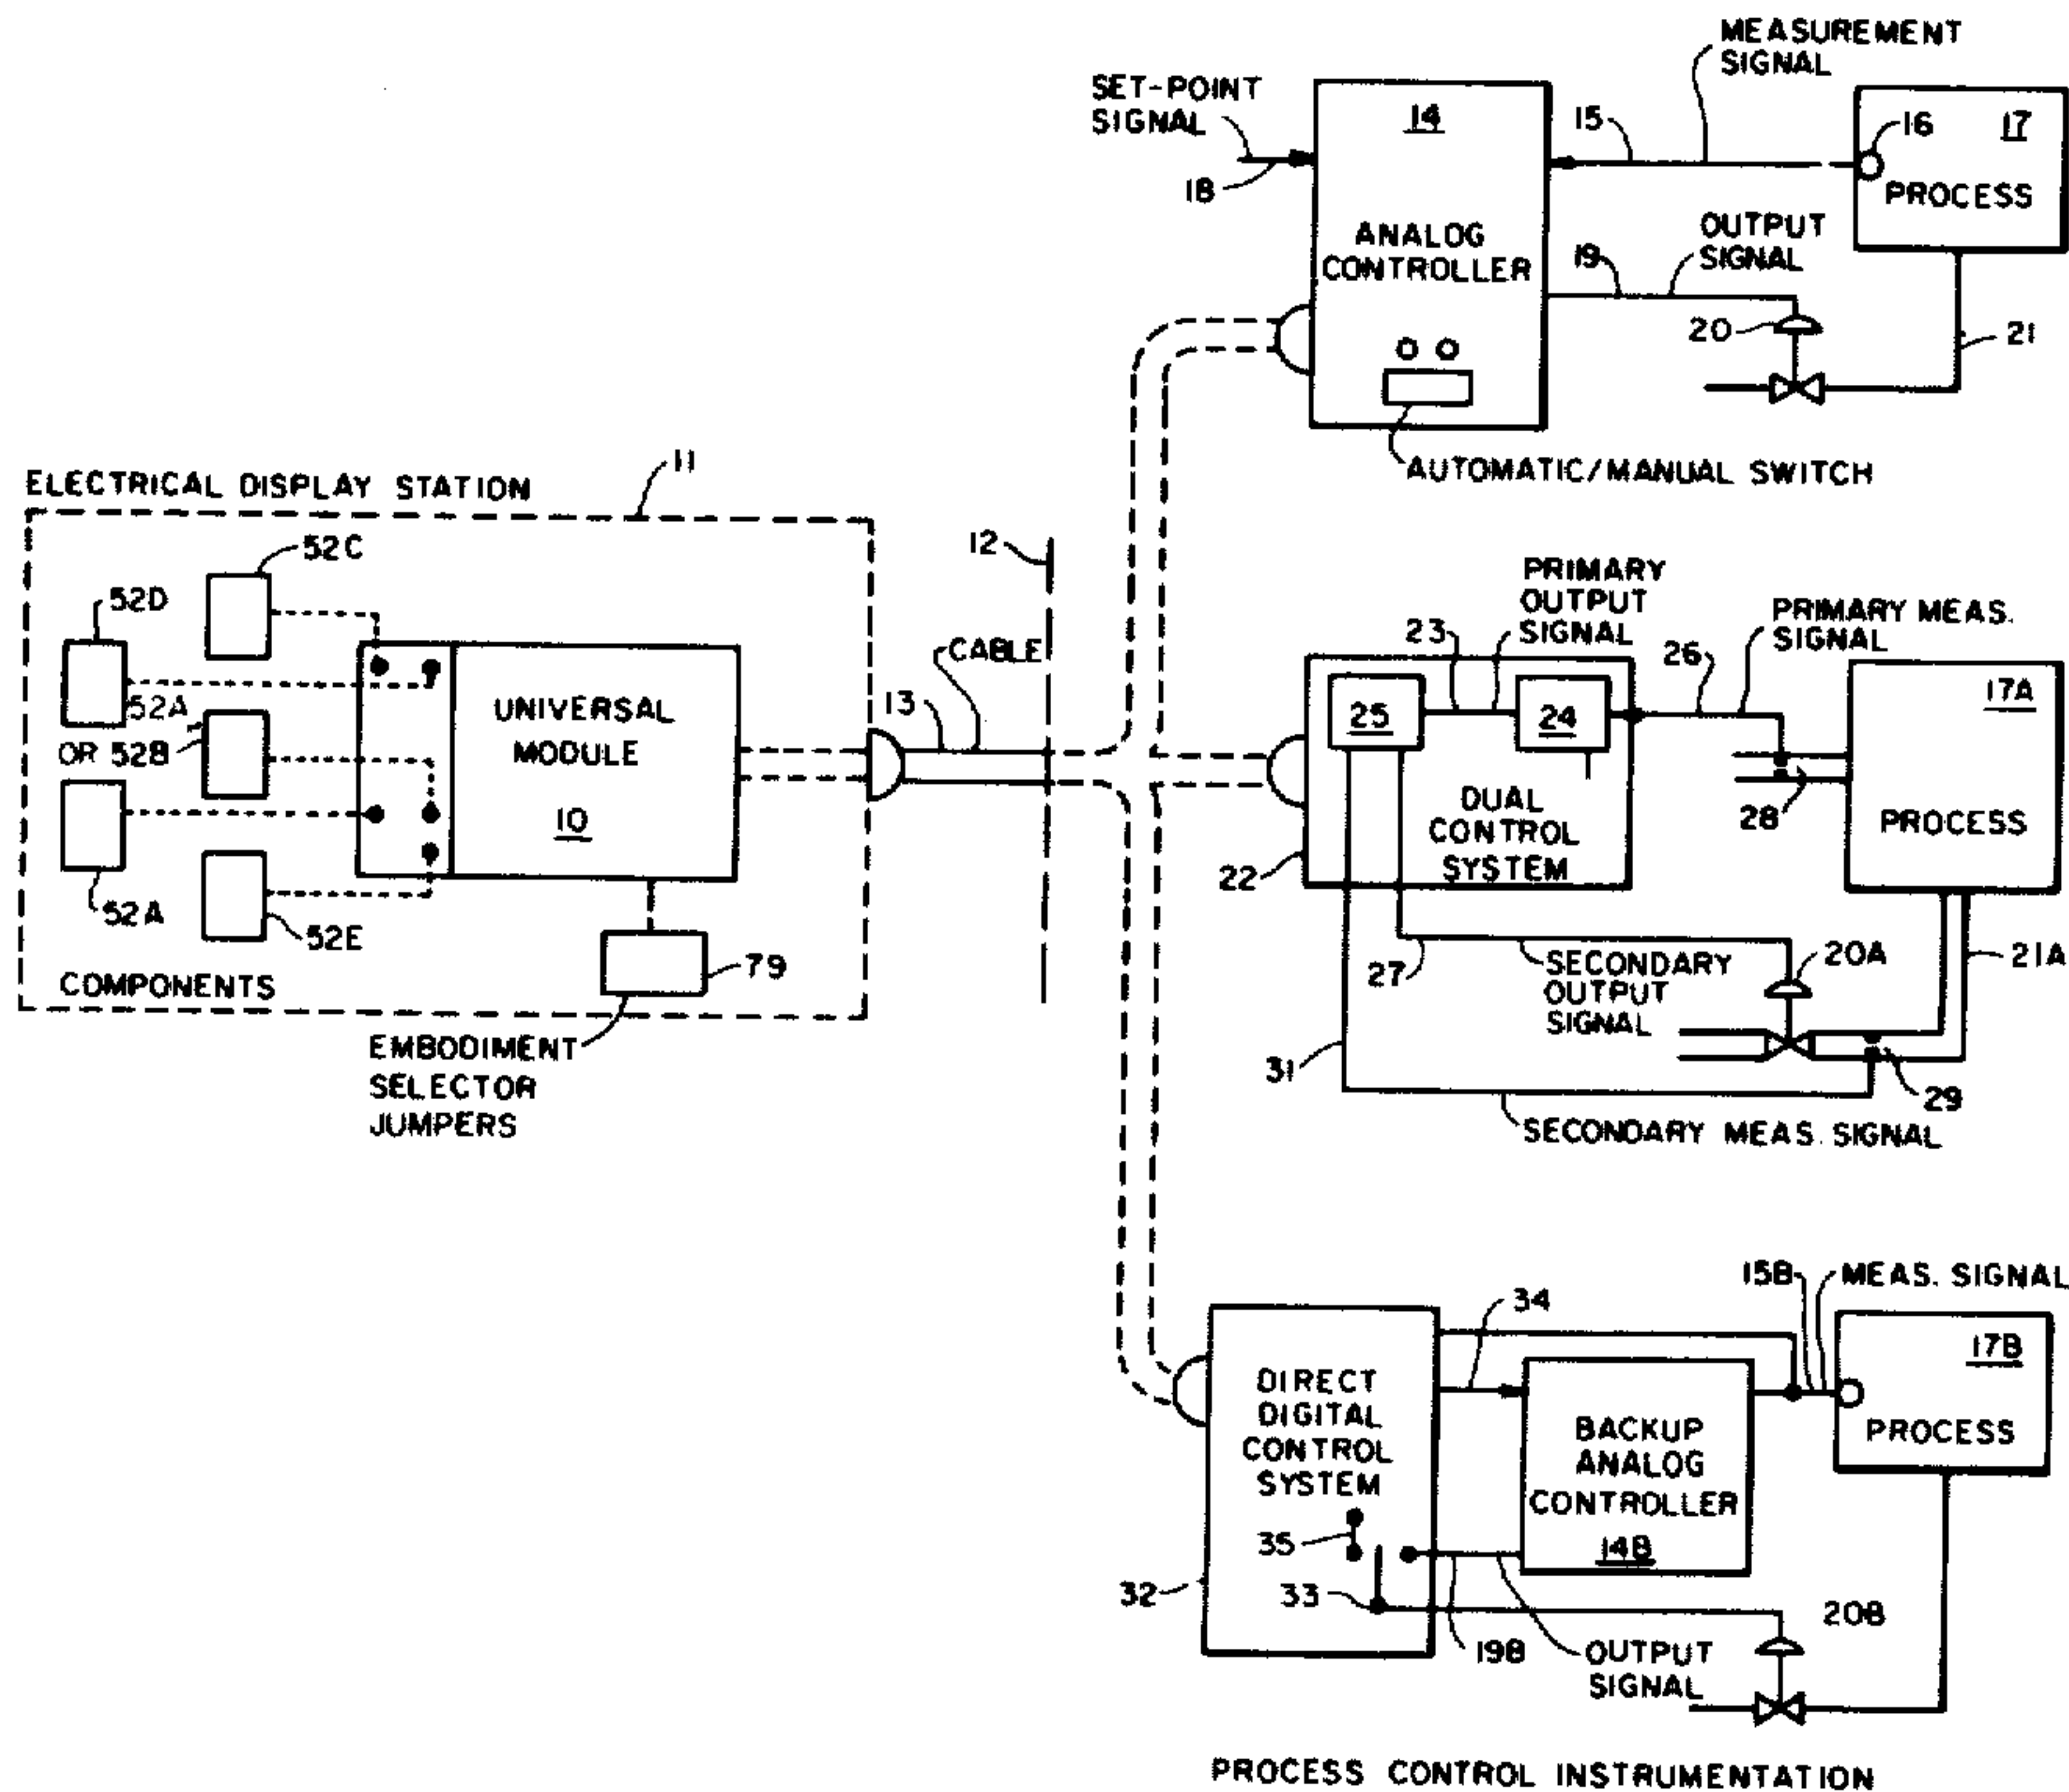 MEASUREMENT
SIGNAL
SET-POINT
SIGNAL
14
15
16
17
18
PROCESS
ANALOG
CONTROLLER
OUTPUT
SIGNAL
19
20
21
AUTOMATIC/MANUAL SWITCH
11
ELECTRICAL DISPLAY STATION
52C
12
52D
PRIMARY
OUTPUT
SIGNAL
PRIMARY MEAS.
SIGNAL
23
26
CABLE
13
52A
OR 52B
UNIVERSAL
MODULE
10
25
24
17A
28
PROCESS
DUAL
CONTROL
SYSTEM
22
52A
52E
79
COMPONENTS
27
SECONDARY
OUTPUT
SIGNAL
20A
21A
EMBODIMENT
SELECTOR
JUMPERS
31
29
SECONDARY MEAS. SIGNAL
15B
MEAS. SIGNAL
34
17B
DIRECT
DIGITAL
CONTROL
SYSTEM
BACKUP
ANALOG
CONTROLLER
14B
PROCESS
35
32
33
20B
19B
OUTPUT
SIGNAL
PROCESS CONTROL INSTRUMENTATION